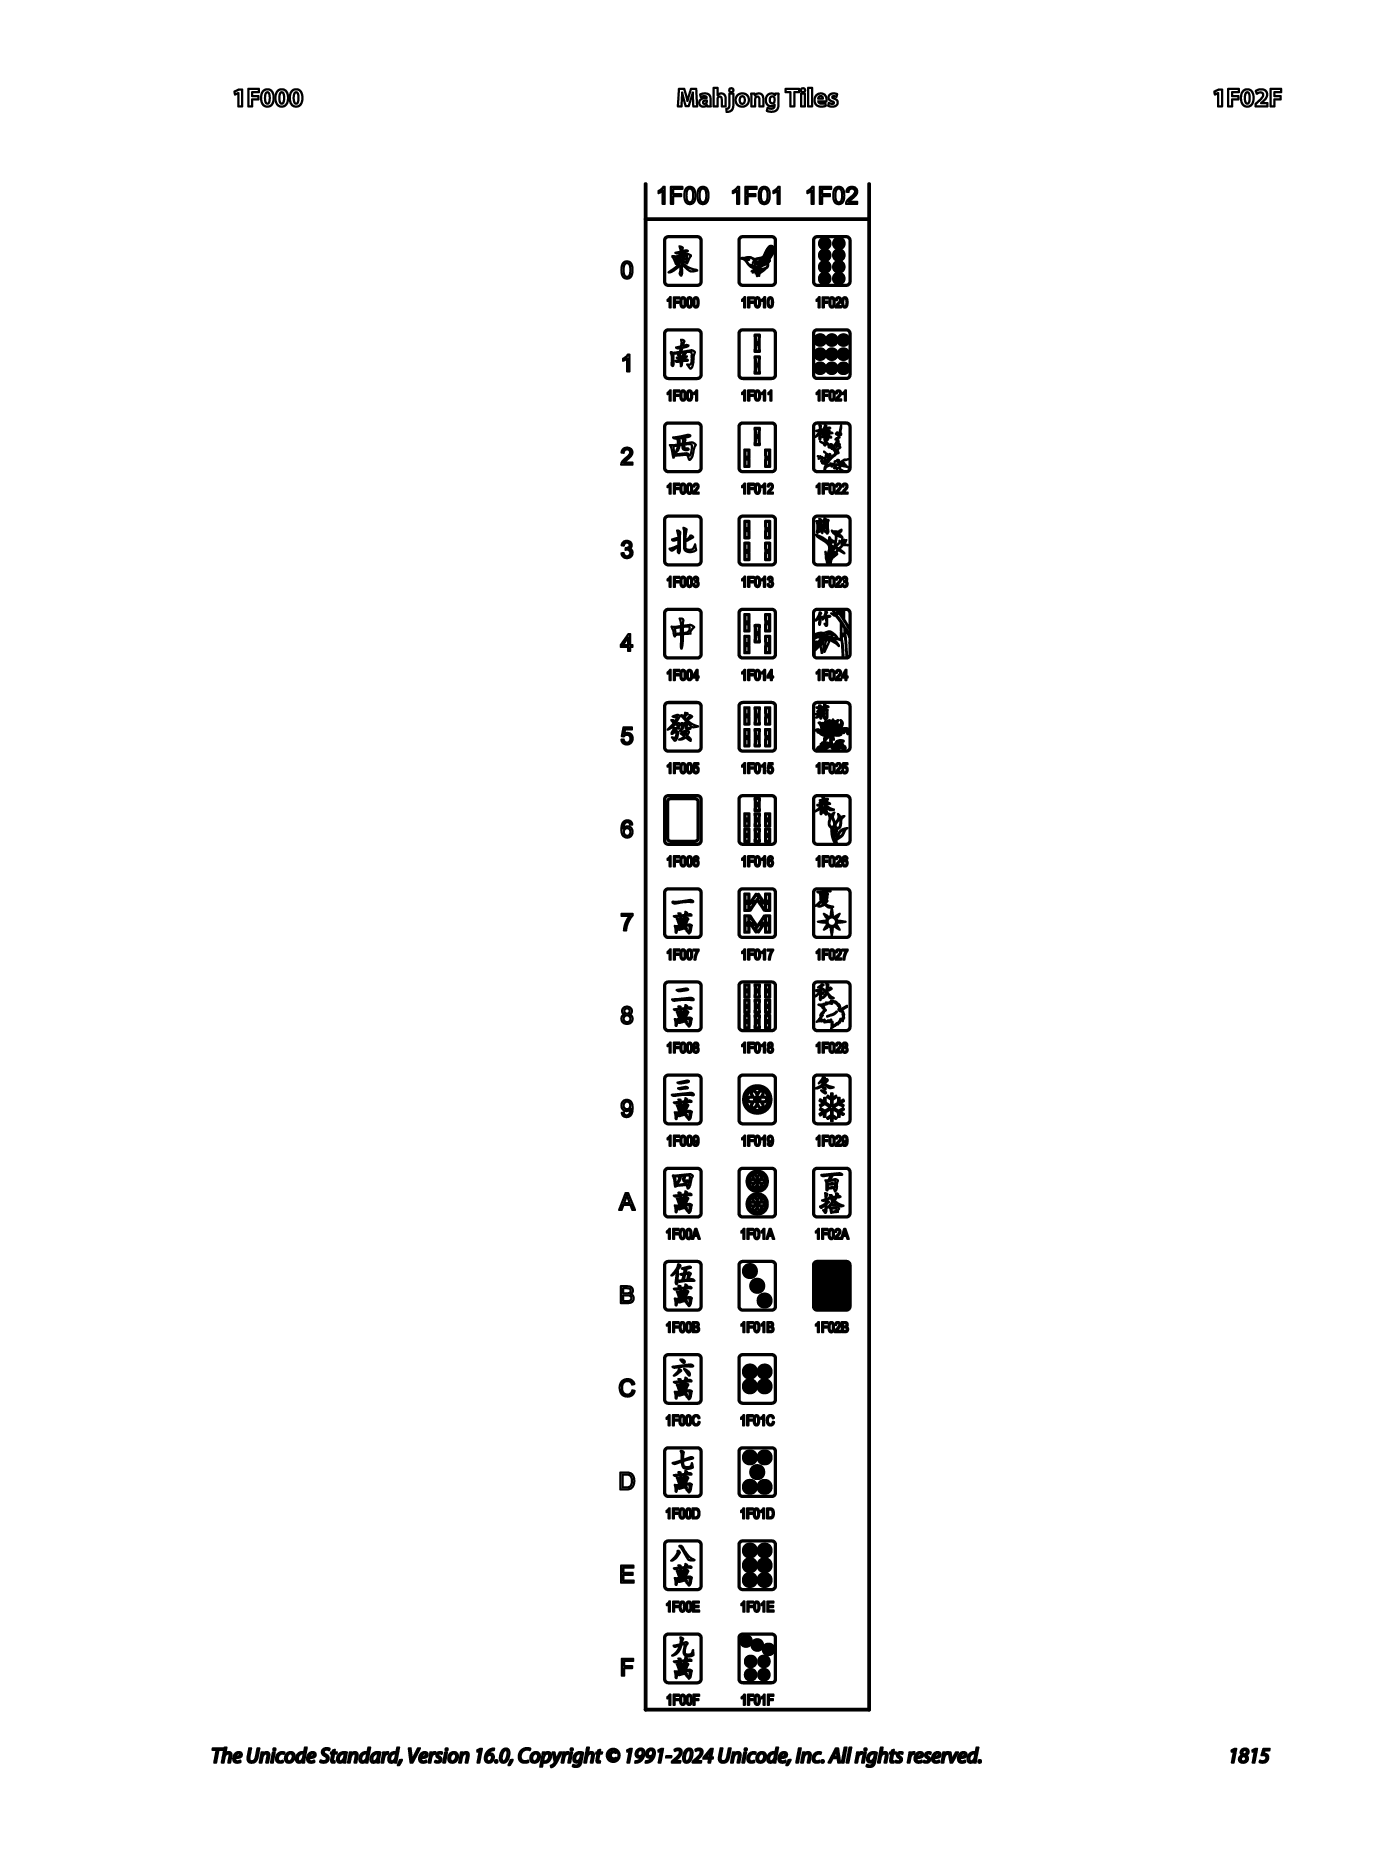 1F000 Mahjong Tiles 1F02F
1F00 1F01 1F02
0 東
1F000 1F010 1F020
1 南
1F001 1F011 1F021
2 西 梅
1F002 1F012 1F022
3 北 蘭
1F003 1F013 1F023
4 中 竹
1F004 1F014 1F024
5 發 菊
1F005 1F015 1F025
6 春
1F006 1F016 1F026
7 一萬 夏
1F007 1F017 1F027
8 二萬 秋
1F008 1F018 1F028
9 三萬 冬
1F009 1F019 1F029
A 四萬 百搭
1F00A 1F01A 1F02A
B 伍萬
1F00B 1F01B 1F02B
C 六萬
1F00C 1F01C
D 七萬
1F00D 1F01D
E 八萬
1F00E 1F01E
F 九萬
1F00F 1F01F
The Unicode Standard, Version 16.0, Copyright © 1991-2024 Unicode, Inc. All rights reserved. 1815